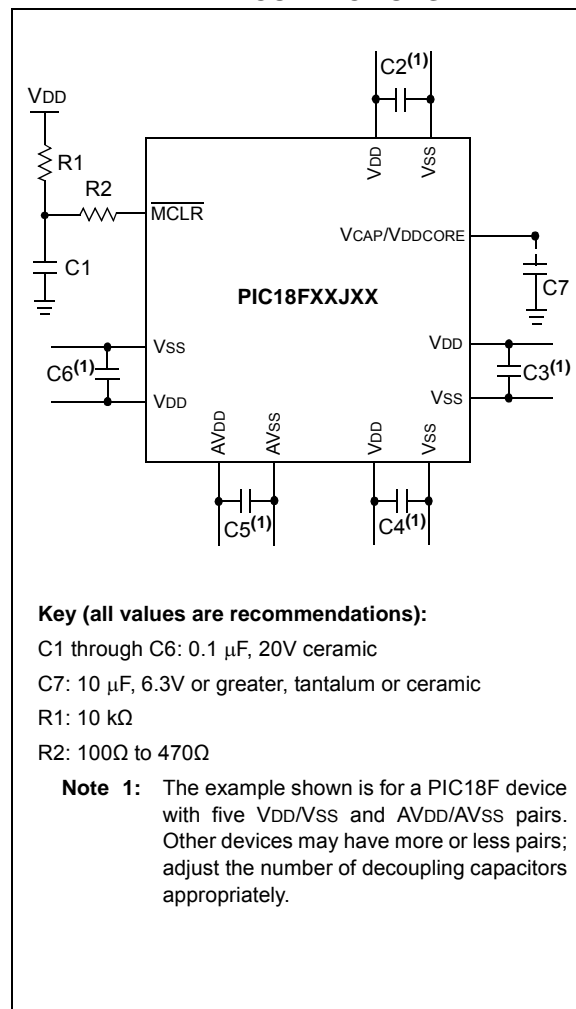 C2(1)
VDD
R1
R2
VDD
VSS
MCLR
VCAP/VDDCORE
C1
C7
PIC18FXXJXX
VSS
VDD
C6(1)
C3(1)
VDD
VSS
AVDD
AVSS
VDD
VSS
C5(1)
C4(1)
Key (all values are recommendations):
C1 through C6: 0.1 μF, 20V ceramic
C7: 10 μF, 6.3V or greater, tantalum or ceramic
R1: 10 kΩ
R2: 100Ω to 470Ω
Note 1: The example shown is for a PIC18F device
with five VDD/VSS and AVDD/AVSS pairs.
Other devices may have more or less pairs;
adjust the number of decoupling capacitors
appropriately.